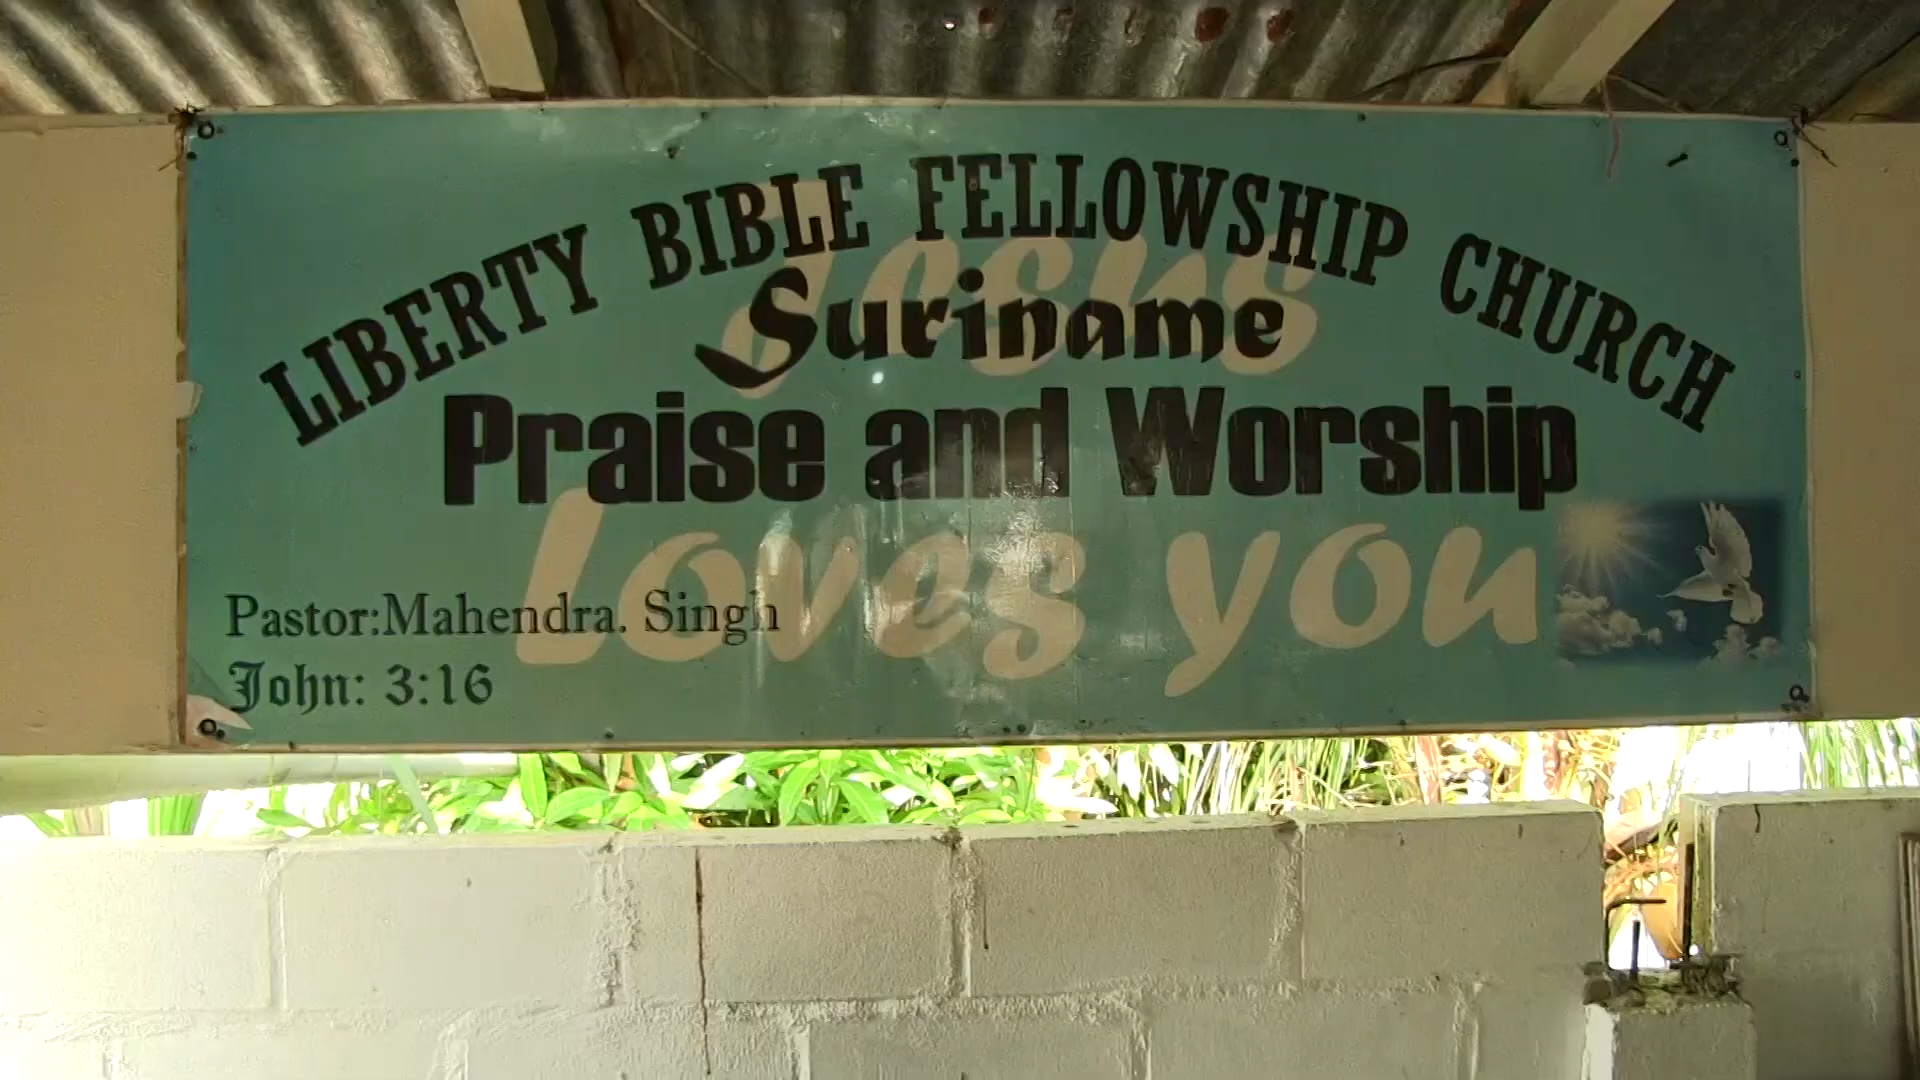 LIBERTY BIBLE FELLOWSHIP CHURCH
Jesus
Suriname
Praise and Worship
loves you
Pastor:Mahendra. Singh
John: 3:16